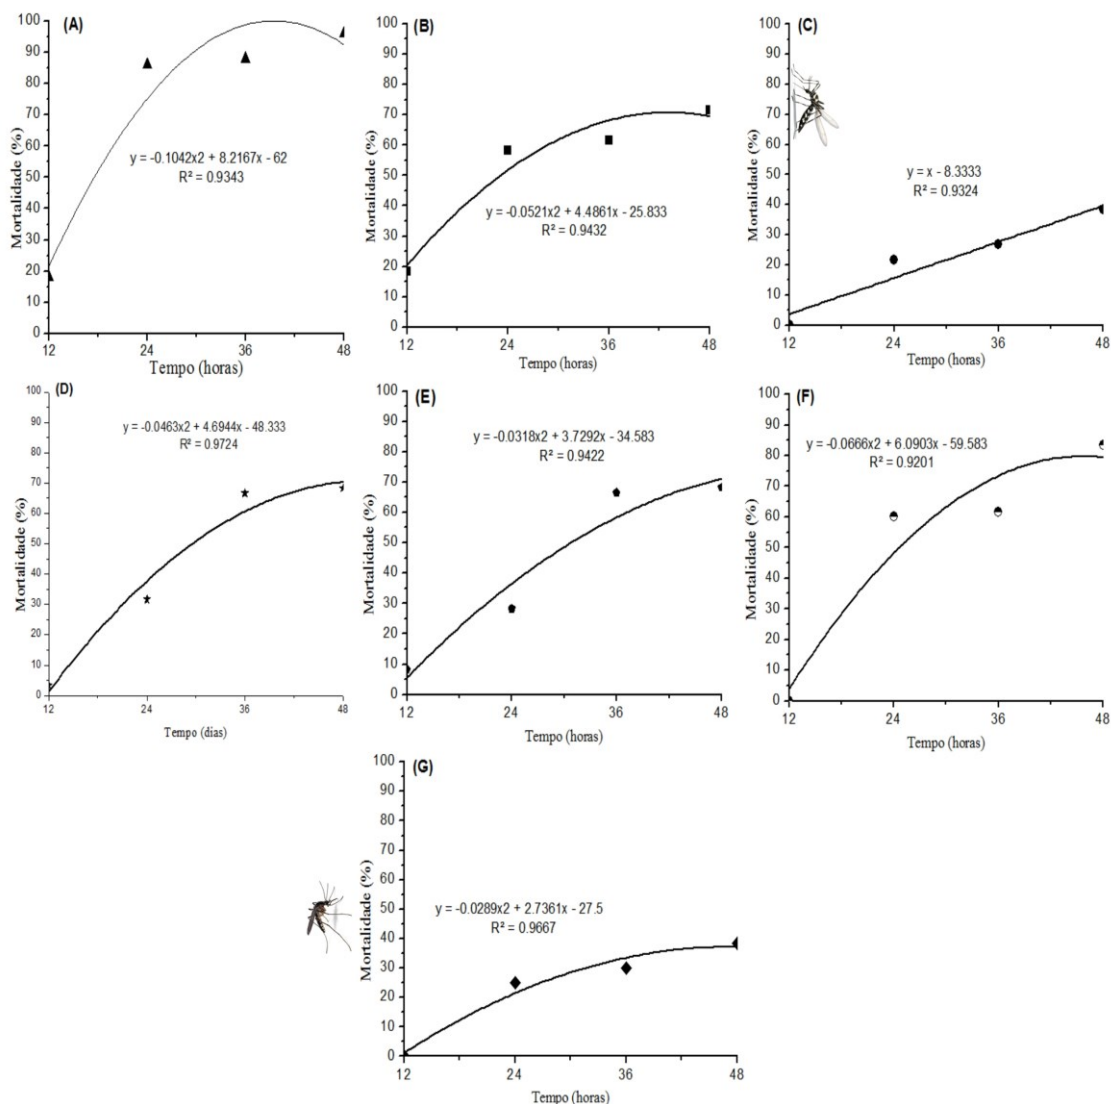 (A)
Mortalidade (%)
100
90
80
70
60
50
40
30
20
10
0
y = -0.1042x2 + 8.2167x - 62
R² = 0.9343
12 24 36 48
Tempo (horas)
(B)
Mortalidade (%)
100
90
80
70
60
50
40
30
20
10
0
y = -0.0521x2 + 4.4861x - 25.833
R² = 0.9432
12 24 36 48
Tempo (horas)
(C)
Mortalidade (%)
100
90
80
70
60
50
40
30
20
10
0
y = x - 8.3333
R² = 0.9324
12 24 36 48
Tempo (horas)
(D)
Mortalidade (%)
100
90
80
70
60
50
40
30
20
10
0
y = -0.0463x2 + 4.6944x - 48.333
R² = 0.9724
12 24 36 48
Tempo (dias)
(E)
Mortalidade (%)
100
90
80
70
60
50
40
30
20
10
0
y = -0.0318x2 + 3.7292x - 34.583
R² = 0.9422
12 24 36 48
Tempo (horas)
(F)
Mortalidade (%)
100
90
80
70
60
50
40
30
20
10
0
y = -0.0666x2 + 6.0903x - 59.583
R² = 0.9201
12 24 36 48
Tempo (horas)
(G)
Mortalidade (%)
100
90
80
70
60
50
40
30
20
10
0
y = -0.0289x2 + 2.7361x - 27.5
R² = 0.9667
12 24 36 48
Tempo (horas)